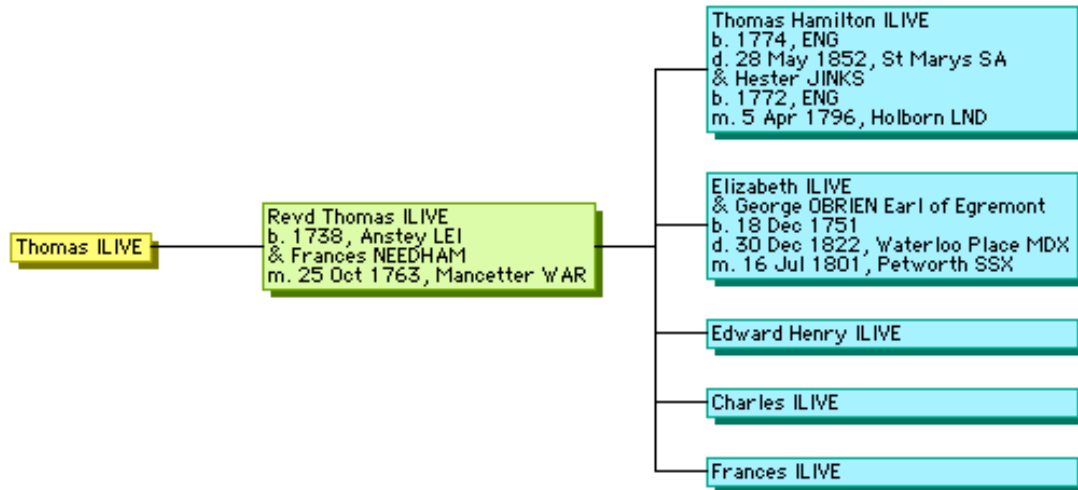 Thomas ILIVE
Revd Thomas ILIVE
b. 1738, Anstey LEI
& Frances NEEDHAM
m. 25 Oct 1763, Mancetter WAR
Thomas Hamilton ILIVE
b. 1774, ENG
d. 28 May 1852, St Marys SA
& Hester JINKS
b. 1772, ENG
m. 5 Apr 1796, Holborn LND
Elizabeth ILIVE
& George OBRIEN Earl of Egremont
b. 18 Dec 1751
d. 30 Dec 1822, Waterloo Place MDX
m. 16 Jul 1801, Petworth SSX
Edward Henry ILIVE
Charles ILIVE
Frances ILIVE